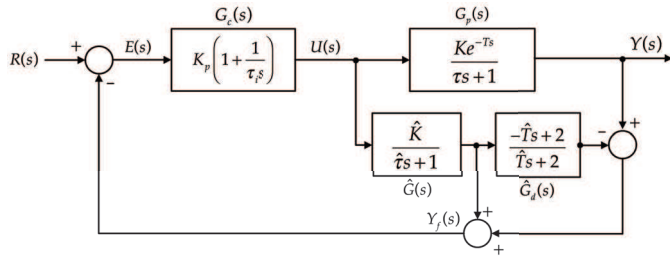 G_c(s)
G_p(s)
R(s)
+
−
E(s)
K_p(1 + 1/(τ_i s))
U(s)
Ke^{-Ts}/(τs + 1)
Y(s)
K̂/(τ̂s + 1)
(-T̂s + 2)/(T̂s + 2)
−
+
Ĝ(s)
Ĝ_d(s)
Y_f(s)
+
+